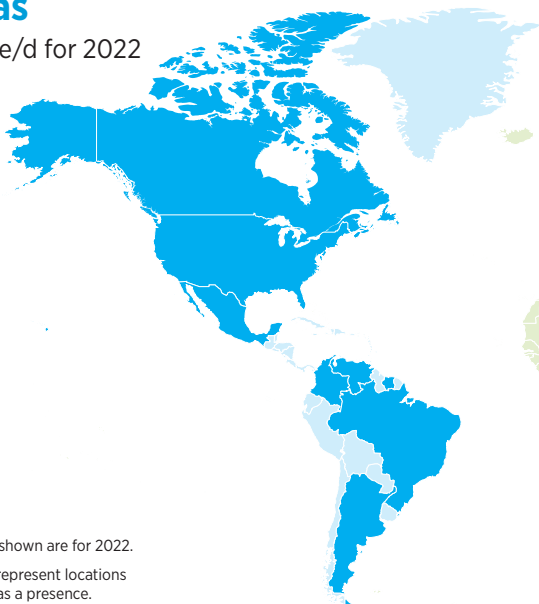 as
e/d for 2022
shown are for 2022.
represent locations
as a presence.